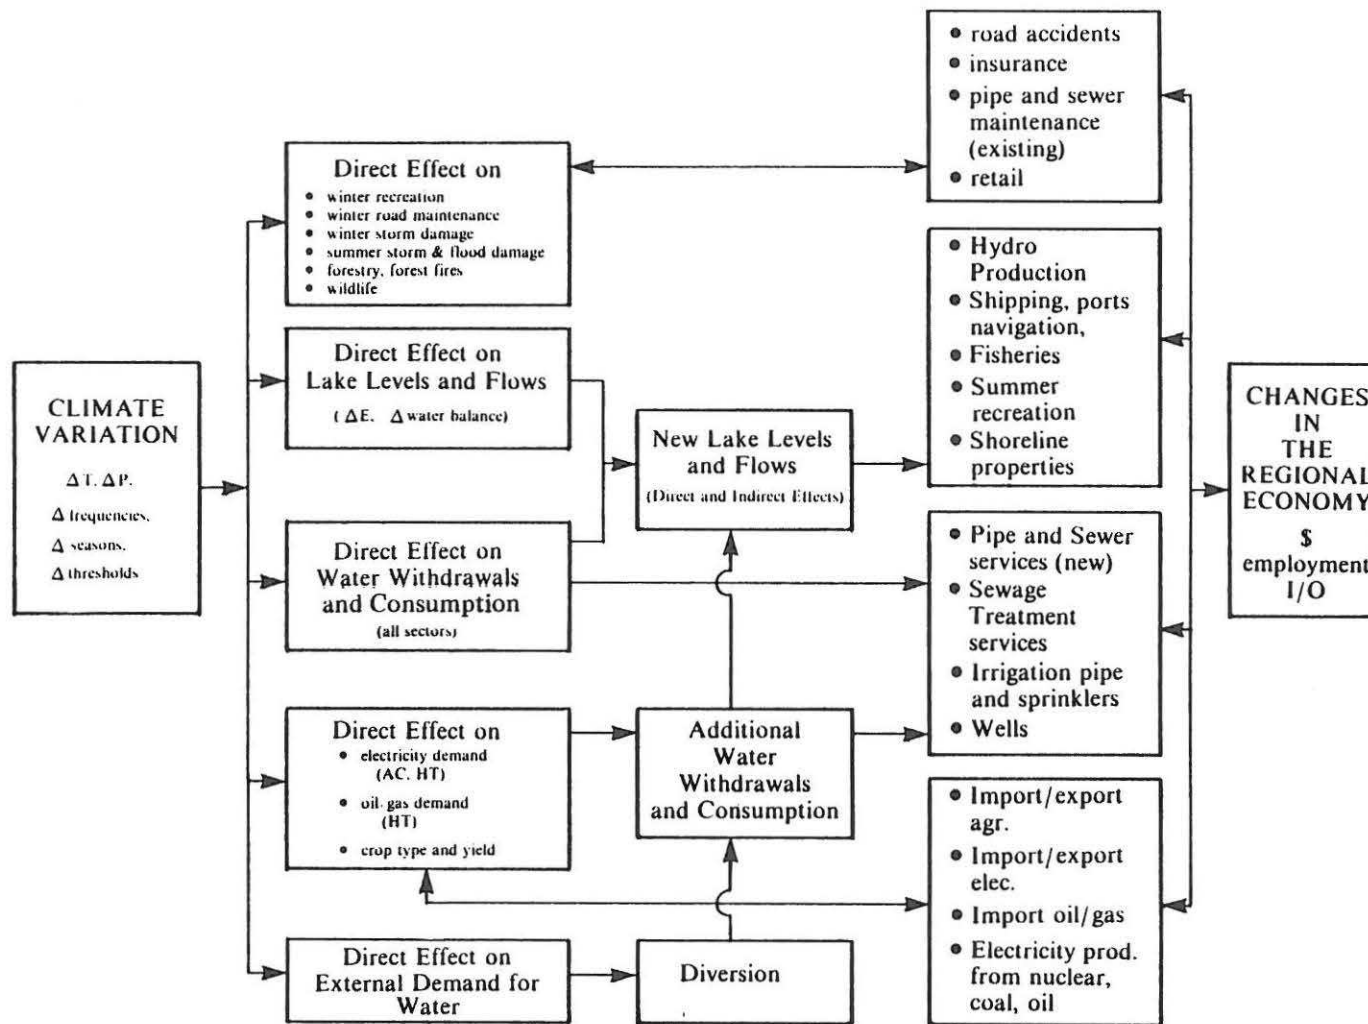 CLIMATE
VARIATION
ΔT. ΔP.
Δ frequencies.
Δ seasons.
Δ thresholds
Direct Effect on
• winter recreation
• winter road maintenance
• winter storm damage
• summer storm & flood damage
• forestry, forest fires
• wildlife
Direct Effect on
Lake Levels and Flows
(ΔE. Δ water balance)
Direct Effect on
Water Withdrawals
and Consumption
(all sectors)
Direct Effect on
• electricity demand
(AC. HT)
• oil. gas demand
(HT)
• crop type and yield
Direct Effect on
External Demand for
Water
New Lake Levels
and Flows
(Direct and Indirect Effects)
Additional
Water
Withdrawals
and Consumption
Diversion
• road accidents
• insurance
• pipe and sewer
maintenance
(existing)
• retail
• Hydro
Production
• Shipping, ports
navigation,
• Fisheries
• Summer
recreation
• Shoreline
properties
• Pipe and Sewer
services (new)
• Sewage
Treatment
services
• Irrigation pipe
and sprinklers
• Wells
• Import/export
agr.
• Import/export
elec.
• Import oil/gas
• Electricity prod.
from nuclear,
coal, oil
CHANGES
IN
THE
REGIONAL
ECONOMY
$
employment
I/O